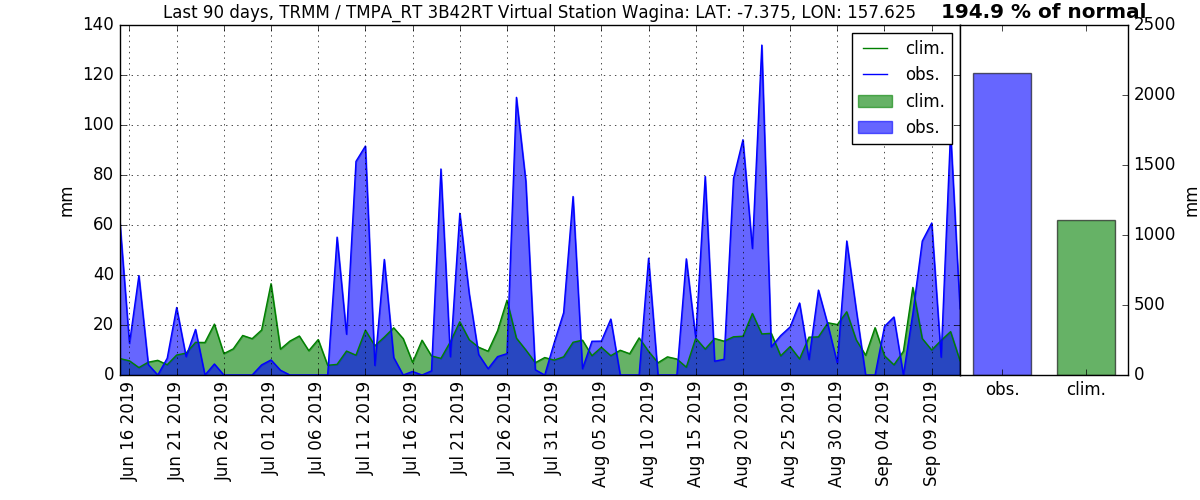 Last 90 days, TRMM / TMPA_RT 3B42RT Virtual Station Wagina: LAT: -7.375, LON: 157.625
194.9 % of normal
140
120
100
80
60
40
20
0
mm
clim.
obs.
clim.
obs.
Jun 16 2019
Jun 21 2019
Jun 26 2019
Jul 01 2019
Jul 06 2019
Jul 11 2019
Jul 16 2019
Jul 21 2019
Jul 26 2019
Jul 31 2019
Aug 05 2019
Aug 10 2019
Aug 15 2019
Aug 20 2019
Aug 25 2019
Aug 30 2019
Sep 04 2019
Sep 09 2019
2500
2000
1500
1000
500
0
mm
obs.
clim.